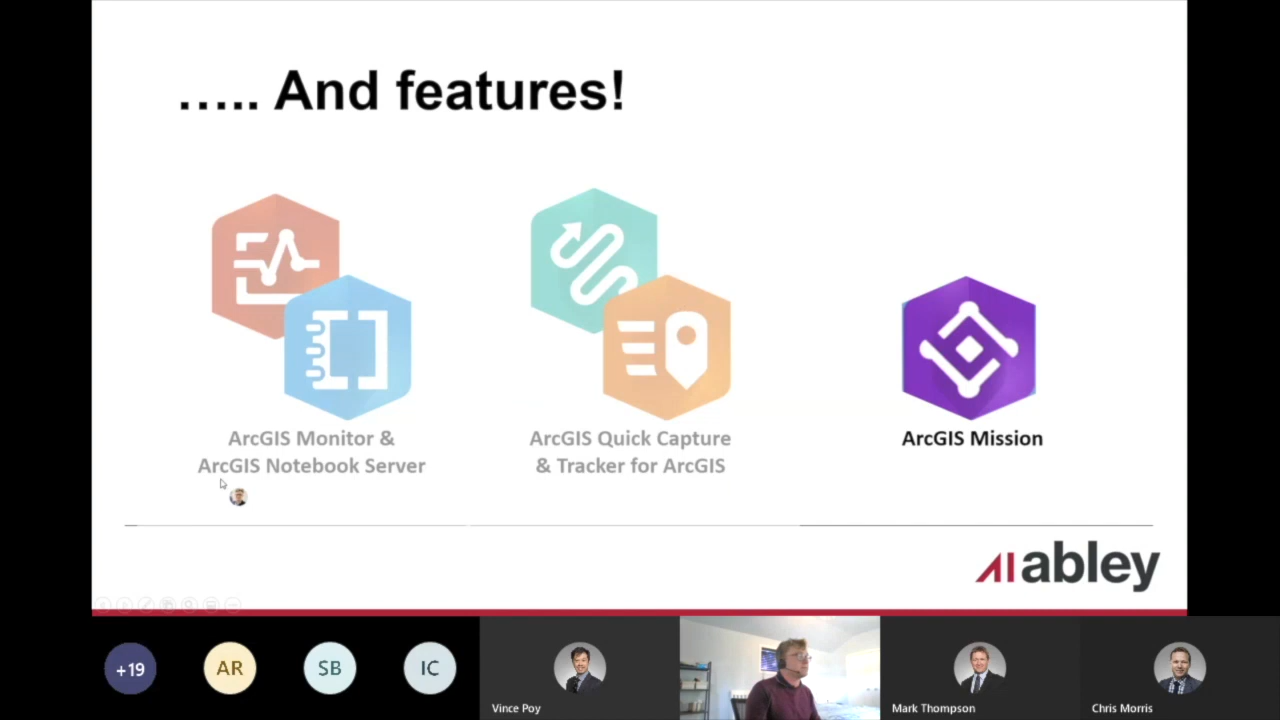 ..... And features!
ArcGIS Monitor &
ArcGIS Notebook Server
ArcGIS Quick Capture
& Tracker for ArcGIS
ArcGIS Mission
abley
+19
AR
SB
IC
Vince Poy
Mark Thompson
Chris Morris